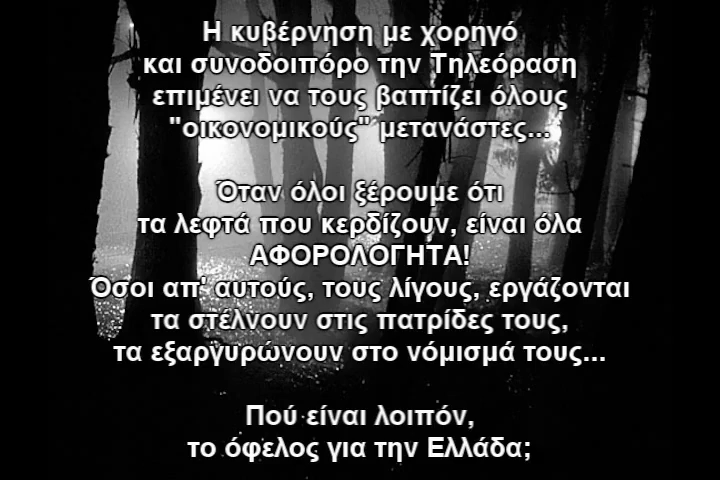 Η κυβέρνηση με χορηγό
και συνοδοιπόρο την Τηλεόραση
επιμένει να τους βαπτίζει όλους
"οικονομικούς" μετανάστες...
Όταν όλοι ξέρουμε ότι
τα λεφτά που κερδίζουν, είναι όλα
ΑΦΟΡΟΛΟΓΗΤΑ!
Όσοι απ' αυτούς, τους λίγους, εργάζονται
τα στέλνουν στις πατρίδες τους,
τα εξαργυρώνουν στο νόμισμά τους...
Πού είναι λοιπόν,
το όφελος για την Ελλάδα;